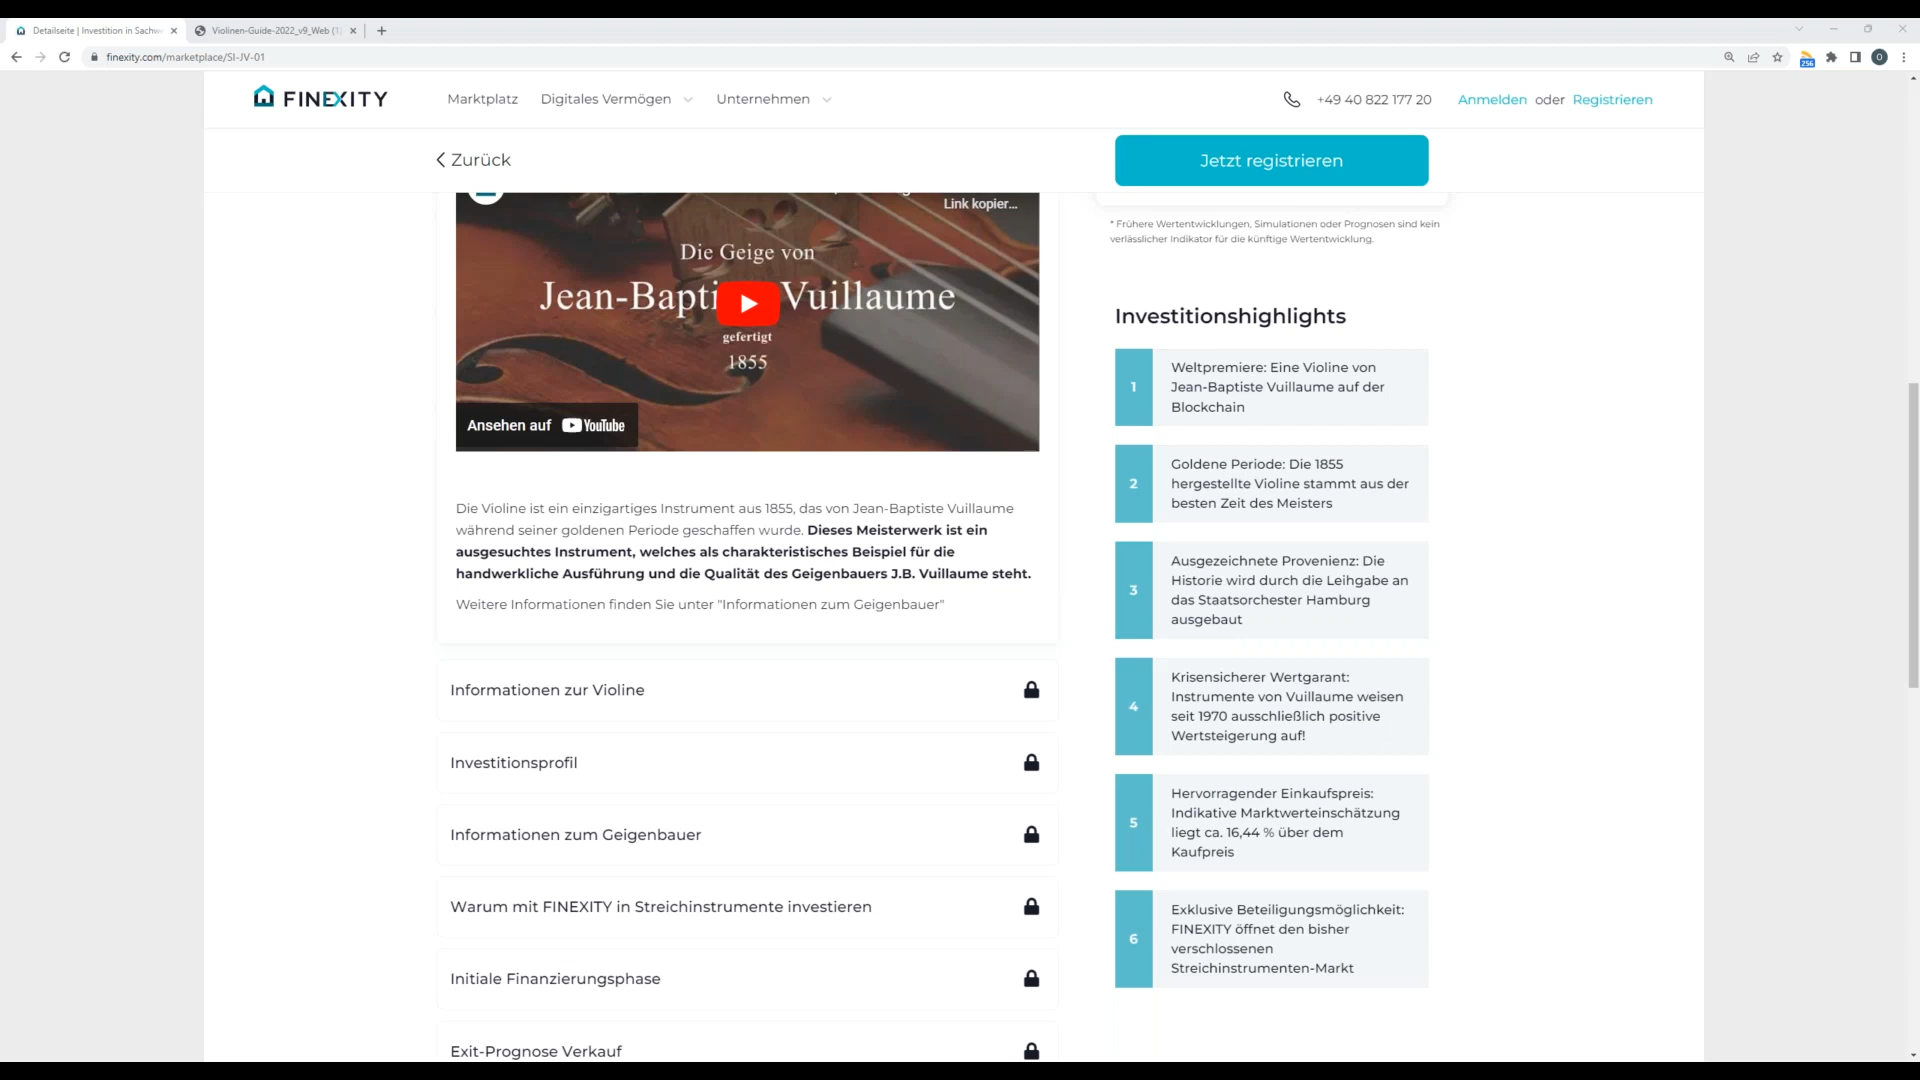 Detailseite | Investition in Sachw
Violinen-Guide-2022_v9_Web (1)
finexity.com/marketplace/SI-JV-01
256
O
FINEXITY
Marktplatz
Digitales Vermögen
Unternehmen
+49 40 822 177 20
Anmelden oder Registrieren
Zurück
Jetzt registrieren
Link kopier...
Die Geige von
Jean-Bapti Vuillaume
gefertigt
1855
Ansehen auf YouTube
Die Violine ist ein einzigartiges Instrument aus 1855, das von Jean-Baptiste Vuillaume
während seiner goldenen Periode geschaffen wurde. Dieses Meisterwerk ist ein
ausgesuchtes Instrument, welches als charakteristisches Beispiel für die
handwerkliche Ausführung und die Qualität des Geigenbauers J.B. Vuillaume steht.
Weitere Informationen finden Sie unter "Informationen zum Geigenbauer"
Informationen zur Violine
Investitionsprofil
Informationen zum Geigenbauer
Warum mit FINEXITY in Streichinstrumente investieren
Initiale Finanzierungsphase
Exit-Prognose Verkauf
* Frühere Wertentwicklungen, Simulationen oder Prognosen sind kein
verlässlicher Indikator für die künftige Wertentwicklung.
Investitionshighlights
1
Weltpremiere: Eine Violine von
Jean-Baptiste Vuillaume auf der
Blockchain
2
Goldene Periode: Die 1855
hergestellte Violine stammt aus der
besten Zeit des Meisters
3
Ausgezeichnete Provenienz: Die
Historie wird durch die Leihgabe an
das Staatsorchester Hamburg
ausgebaut
4
Krisensicherer Wertgarant:
Instrumente von Vuillaume weisen
seit 1970 ausschließlich positive
Wertsteigerung auf!
5
Hervorragender Einkaufspreis:
Indikative Marktwerteinschätzung
liegt ca. 16,44 % über dem
Kaufpreis
6
Exklusive Beteiligungsmöglichkeit:
FINEXITY öffnet den bisher
verschlossenen
Streichinstrumenten-Markt